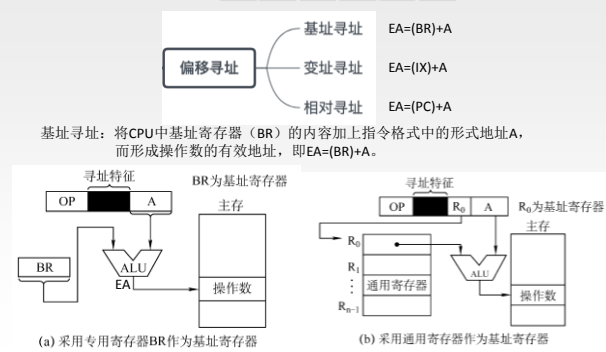 偏移寻址
基址寻址 EA=(BR)+A
变址寻址 EA=(IX)+A
相对寻址 EA=(PC)+A
基址寻址：将CPU中基址寄存器（BR）的内容加上指令格式中的形式地址A，
而形成操作数的有效地址，即EA=(BR)+A。
寻址特征
BR为基址寄存器
OP A
主存
BR
ALU
EA
操作数
(a) 采用专用寄存器BR作为基址寄存器
寻址特征
OP R₀ A R₀为基址寄存器
主存
R₀
R₁
⋮
通用寄存器
Rn-1
ALU
操作数
(b) 采用通用寄存器作为基址寄存器